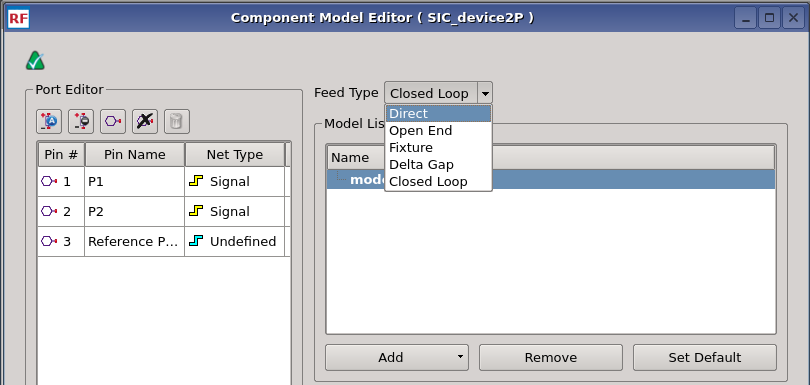 RF
Component Model Editor ( SIC_device2P )
Port Editor
Pin # Pin Name Net Type
1 P1 Signal
2 P2 Signal
3 Reference P... Undefined
Feed Type Closed Loop
Direct
Open End
Fixture
Delta Gap
Closed Loop
Model Lis
Name
mod
Add Remove Set Default